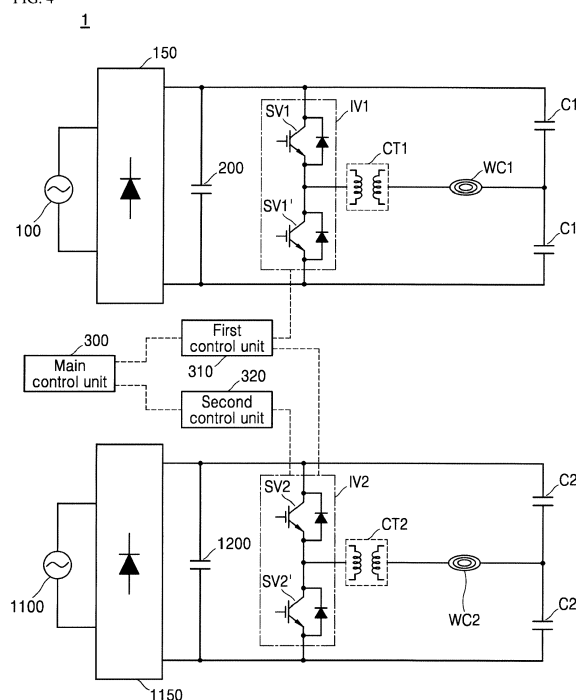 FIG. 4
1
150
IV1
SV1
C1
CT1
WC1
200
SV1'
100
C1
300
First
control unit
310
Main
control unit
320
Second
control unit
IV2
SV2
C2
CT2
1200
SV2'
1100
WC2
C2
1150